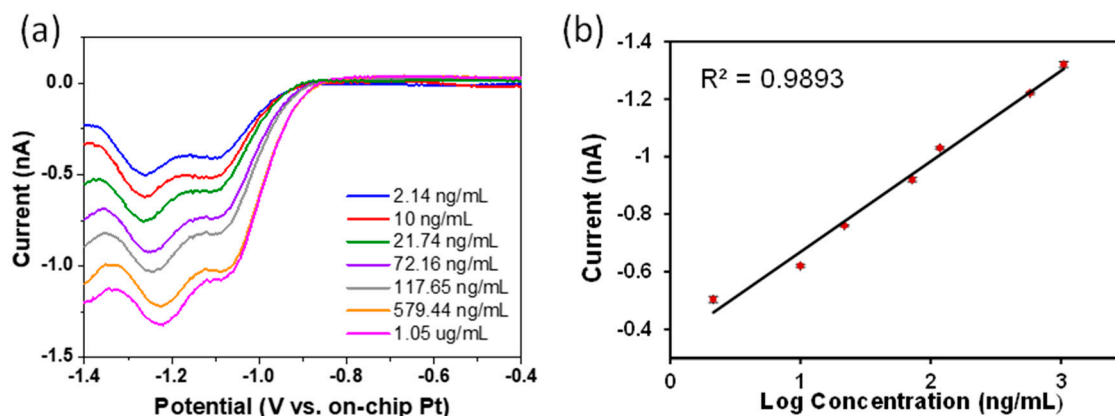 (a)
0.0
-0.5
-1.0
-1.5
Current (nA)
2.14 ng/mL
10 ng/mL
21.74 ng/mL
72.16 ng/mL
117.65 ng/mL
579.44 ng/mL
1.05 ug/mL
-1.4 -1.2 -1.0 -0.8 -0.6 -0.4
Potential (V vs. on-chip Pt)
(b)
-1.4
-1.2
-1
-0.8
-0.6
-0.4
Current (nA)
R² = 0.9893
0 1 2 3
Log Concentration (ng/mL)